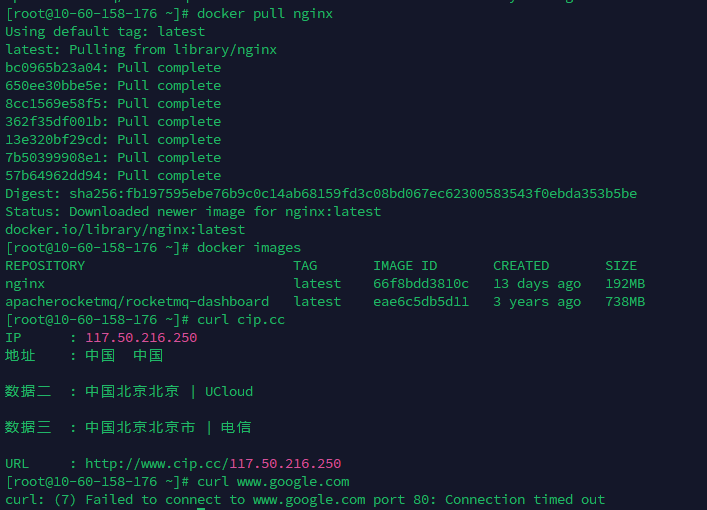 [root@10-60-158-176 ~]# docker pull nginx
Using default tag: latest
latest: Pulling from library/nginx
bc0965b23a04: Pull complete
650ee30bbe5e: Pull complete
8cc1569e58f5: Pull complete
362f35df001b: Pull complete
13e320bf29cd: Pull complete
7b50399908e1: Pull complete
57b64962dd94: Pull complete
Digest: sha256:fb197595ebe76b9c0c14ab68159fd3c08bd067ec62300583543f0ebda353b5be
Status: Downloaded newer image for nginx:latest
docker.io/library/nginx:latest
[root@10-60-158-176 ~]# docker images
REPOSITORY TAG IMAGE ID CREATED SIZE
nginx latest 66f8bdd3810c 13 days ago 192MB
apacherocketmq/rocketmq-dashboard latest eae6c5db5d11 3 years ago 738MB
[root@10-60-158-176 ~]# curl cip.cc
IP : 117.50.216.250
地址 : 中国 中国
数据二 : 中国北京北京 | UCloud
数据三 : 中国北京北京市 | 电信
URL : http://www.cip.cc/117.50.216.250
[root@10-60-158-176 ~]# curl www.google.com
curl: (7) Failed to connect to www.google.com port 80: Connection timed out